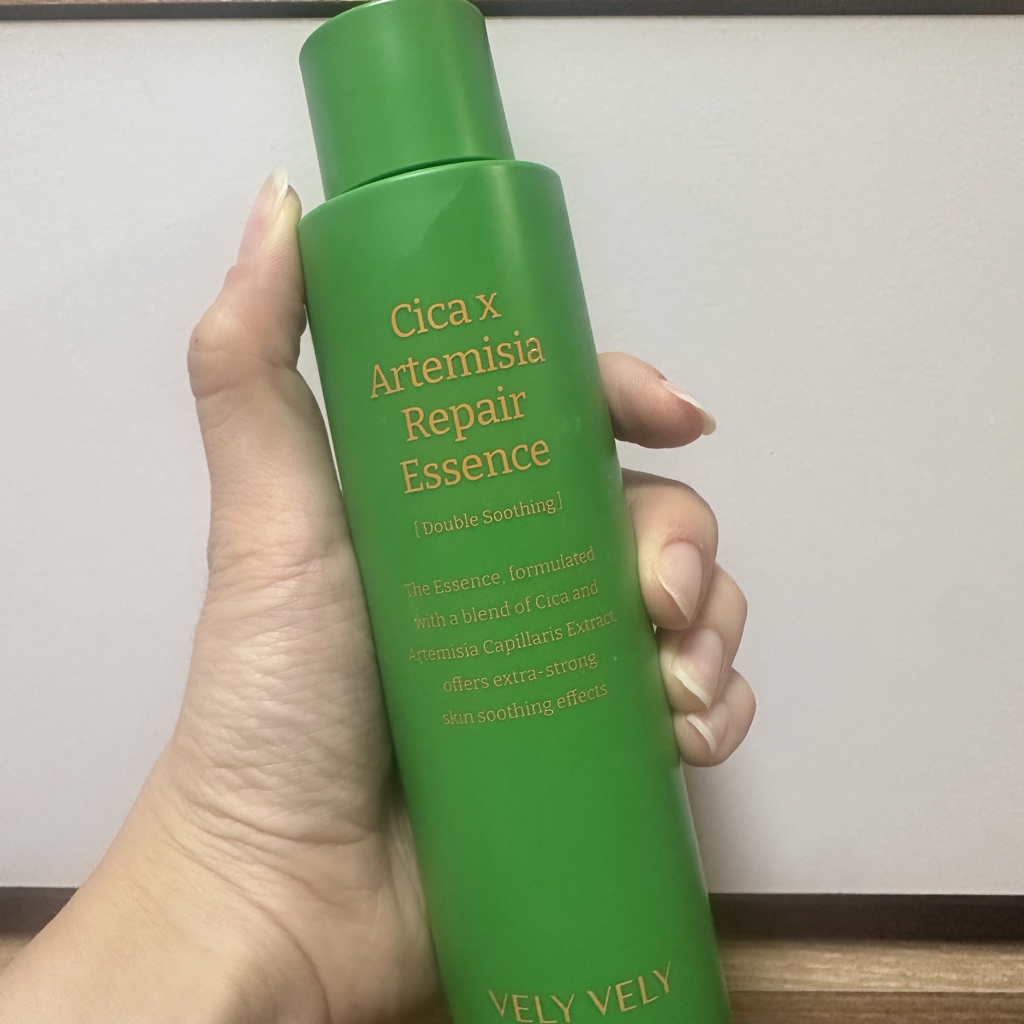 Cica x
Artemisia
Repair
Essence
[ Double Soothing ]
The Essence, formulated
with a blend of Cica and
Artemisia Capillaris Extract,
offers extra-strong
skin soothing effects
VELY VELY